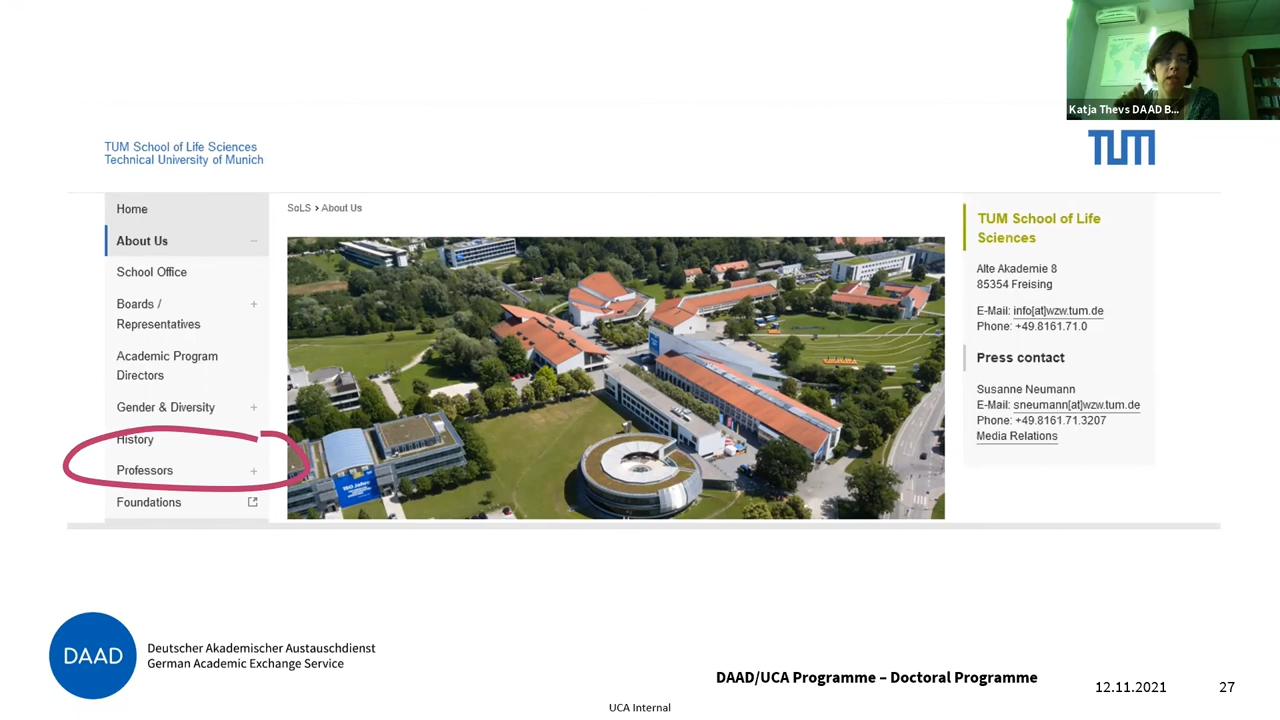 Katja Thevs DAAD B...
TUM School of Life Sciences
Technical University of Munich
TUM
Home
About Us
School Office
Boards /
Representatives
Academic Program
Directors
Gender & Diversity
History
Professors
Foundations
SoLS > About Us
150 Jahre
TUM School of Life
Sciences
Alte Akademie 8
85354 Freising
E-Mail: info[at]wzw.tum.de
Phone: +49.8161.71.0
Press contact
Susanne Neumann
E-Mail: sneumann[at]wzw.tum.de
Phone: +49.8161.71.3207
Media Relations
DAAD
Deutscher Akademischer Austauschdienst
German Academic Exchange Service
DAAD/UCA Programme – Doctoral Programme
12.11.2021
27
UCA Internal